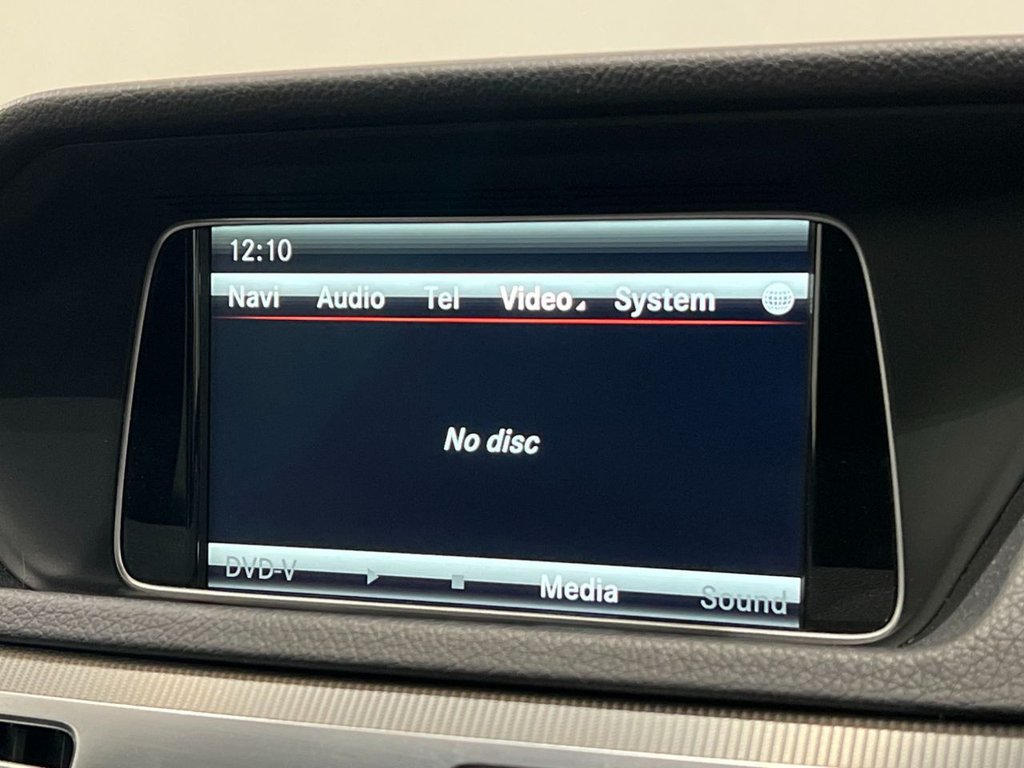 12:10
Navi Audio Tel Video System
No disc
DVD-V Media Sound